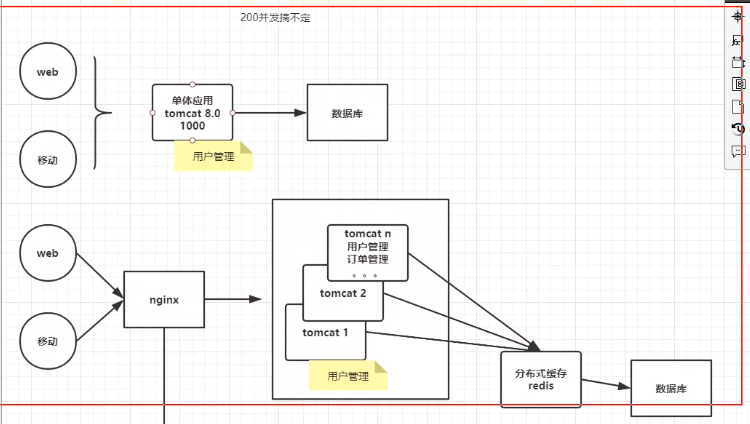 200并发搞不定
web
单体应用
tomcat 8.0
1000
数据库
移动
用户管理
web
tomcat n
用户管理
订单管理
。。。
nginx
tomcat 2
移动
tomcat 1
用户管理
分布式缓存
redis
数据库